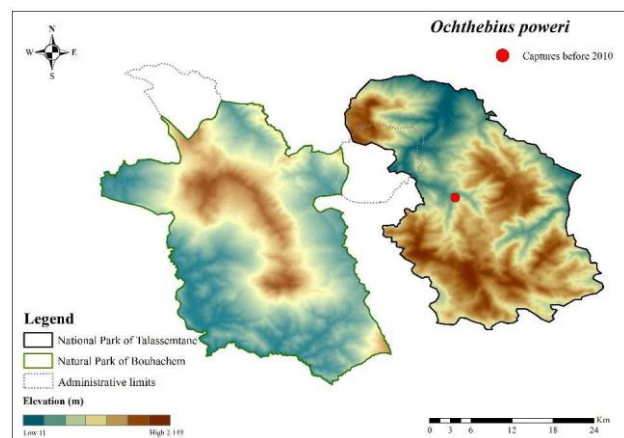 Ochthebius poweri
Captures before 2010
N
W E
S
Legend
National Park of Talassemtane
Natural Park of Bouhachem
Administrative limits
Elevation (m)
Low 11 High 2 149
0 3 6 12 18 24
Km